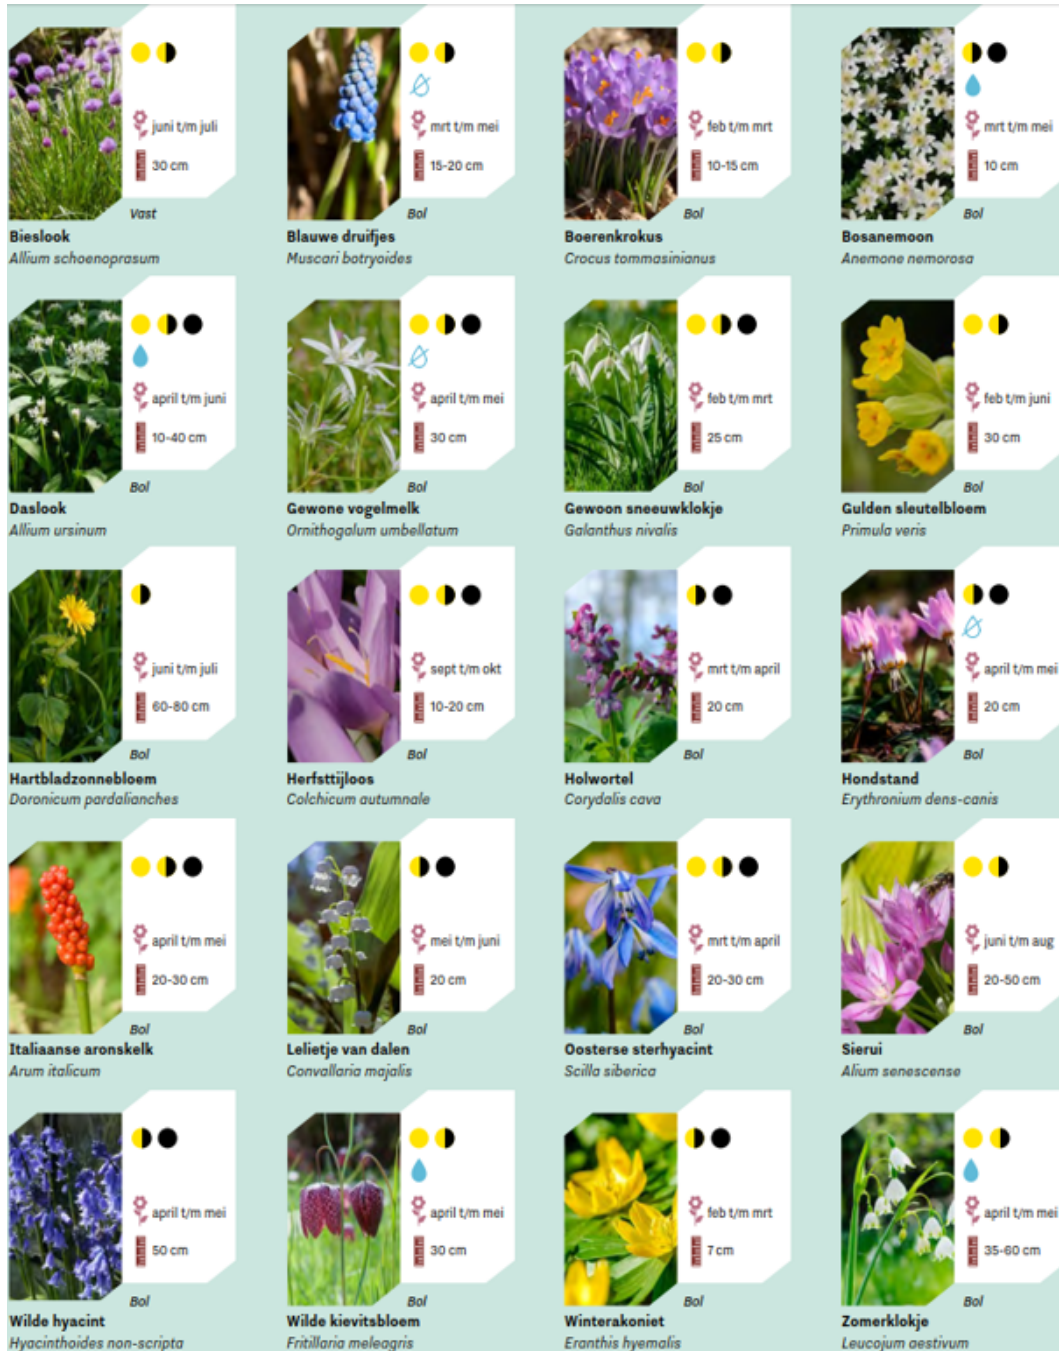 juni t/m juli
30 cm
Vast
Bieslook
Allium schoenoprasum
mrt t/m mei
15-20 cm
Bol
Blauwe druifjes
Muscari botryoides
feb t/m mrt
10-15 cm
Bol
Boerenkrokus
Crocus tommasinianus
mrt t/m mei
10 cm
Bol
Bosanemoon
Anemone nemorosa
april t/m juni
10-40 cm
Bol
Daslook
Allium ursinum
april t/m mei
30 cm
Bol
Gewone vogelmelk
Ornithogalum umbellatum
feb t/m mrt
25 cm
Bol
Gewoon sneeuwklokje
Galanthus nivalis
feb t/m juni
30 cm
Bol
Gulden sleutelbloem
Primula veris
juni t/m juli
60-80 cm
Bol
Hartbladzonnebloem
Doronicum pardalianches
sept t/m okt
10-20 cm
Bol
Herfsttijloos
Colchicum autumnale
mrt t/m april
20 cm
Bol
Holwortel
Corydalis cava
april t/m mei
20 cm
Bol
Hondstand
Erythronium dens-canis
april t/m mei
20-30 cm
Bol
Italiaanse aronskelk
Arum italicum
mei t/m juni
20 cm
Bol
Lelietje van dalen
Convallaria majalis
mrt t/m april
20-30 cm
Bol
Oosterse sterhyacint
Scilla siberica
juni t/m aug
20-50 cm
Bol
Sierui
Alium senescense
april t/m mei
50 cm
Bol
Wilde hyacint
Hyacinthoides non-scripta
april t/m mei
30 cm
Bol
Wilde kievitsbloem
Fritillaria meleagris
feb t/m mrt
7 cm
Bol
Winterakoniet
Eranthis hyemalis
april t/m mei
35-60 cm
Bol
Zomerklokje
Leucojum aestivum